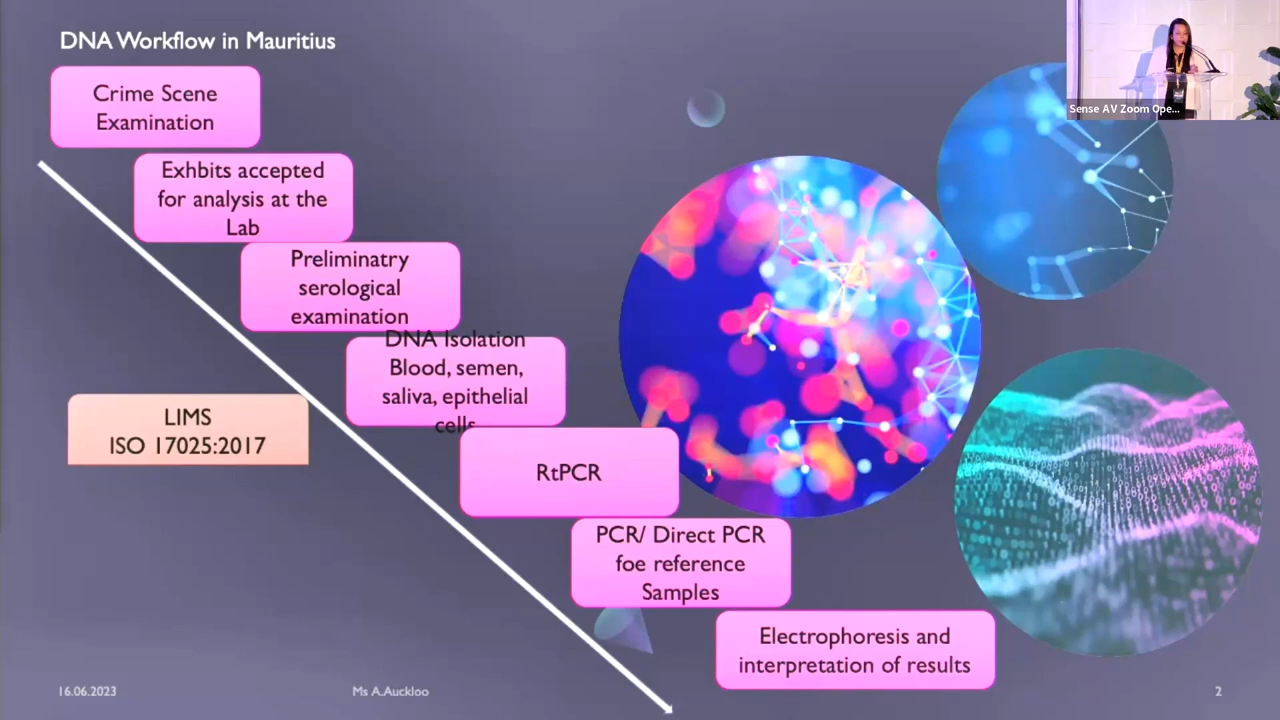 DNA Workflow in Mauritius
Sense AV Zoom Ope...
Crime Scene
Examination
Exhbits accepted
for analysis at the
Lab
Preliminatry
serological
examination
DNA Isolation
Blood, semen,
saliva, epithelial
cells
LIMS
ISO 17025:2017
RtPCR
PCR/ Direct PCR
foe reference
Samples
Electrophoresis and
interpretation of results
16.06.2023
Ms A.Auckloo
2